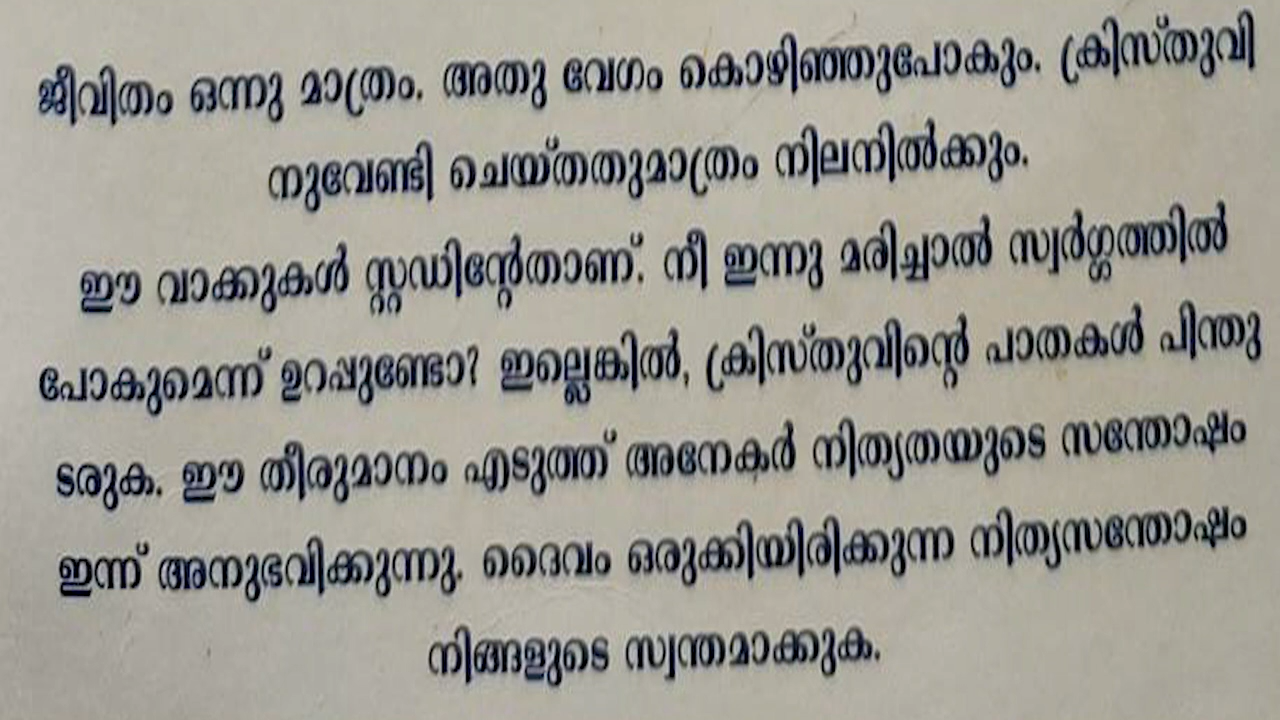 ജീവിതം ഒന്നു മാത്രം. അതു വേഗം കൊഴിഞ്ഞുപോകും. ക്രിസ്തുവി
നുവേണ്ടി ചെയ്തതുമാത്രം നിലനിൽക്കും.
ഈ വാക്കുകൾ സ്റ്റഡിന്റേതാണ്. നീ ഇന്നു മരിച്ചാൽ സ്വർഗ്ഗത്തിൽ
പോകുമെന്ന് ഉറപ്പുണ്ടോ? ഇല്ലെങ്കിൽ, ക്രിസ്തുവിന്റെ പാതകൾ പിന്തു
ടരുക. ഈ തീരുമാനം എടുത്ത് അനേകർ നിത്യതയുടെ സന്തോഷം
ഇന്ന് അനുഭവിക്കുന്നു. ദൈവം ഒരുക്കിയിരിക്കുന്ന നിത്യസന്തോഷം
നിങ്ങളുടെ സ്വന്തമാക്കുക.